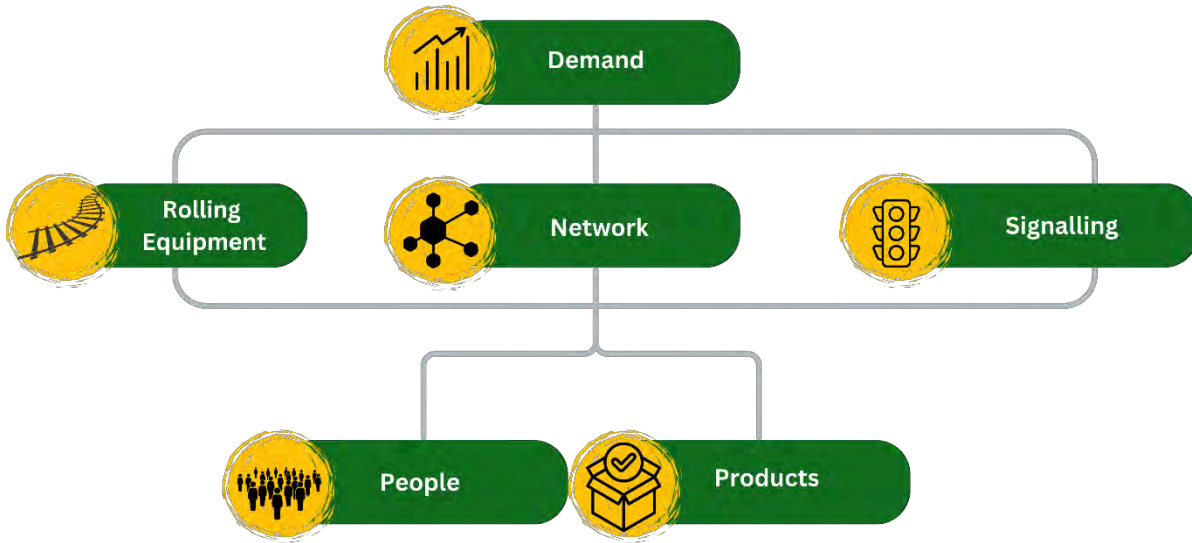 Demand
Rolling
Equipment
Network
Signalling
People
Products